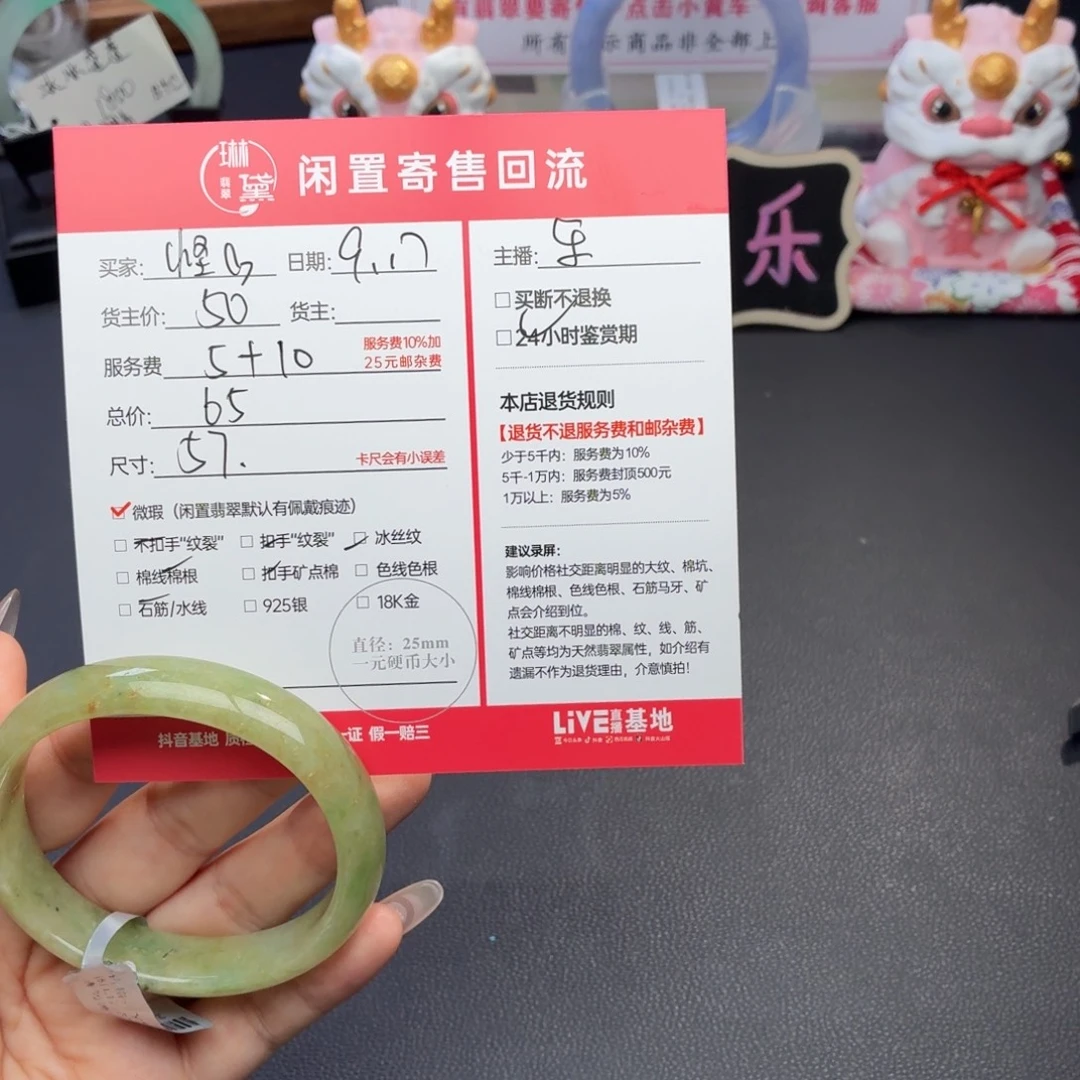 点击小黄车
琳黛
翡翠
闲置寄售回流
买家: 怪
日期: 9.17
货主价: 50
货主:
服务费 5+10
服务费10%加
25元邮杂费
总价: 65
尺寸: 57.
卡尺会有小误差
微瑕（闲置翡翠默认有佩戴痕迹）
不扣手“纹裂” 扣手“纹裂” 冰丝纹
棉线棉根 扣手矿点棉 色线色根
石筋/水线 925银 18K金
直径：25mm
一元硬币大小
抖音基地
证 假一赔三
主播: 乐
买断不退换
24小时鉴赏期
本店退货规则
【退货不退服务费和邮杂费】
少于5千内：服务费为10%
5千-1万内：服务费封顶500元
1万以上：服务费为5%
建议录屏：
影响价格社交距离明显的大纹、棉坑、
棉线棉根、色线色根、石筋马牙、矿
点会介绍到位。
社交距离不明显的棉、纹、线、筋、
矿点等均为天然翡翠属性，如介绍有
遗漏不作为退货理由，介意慎拍！
LiVE直播基地
乐